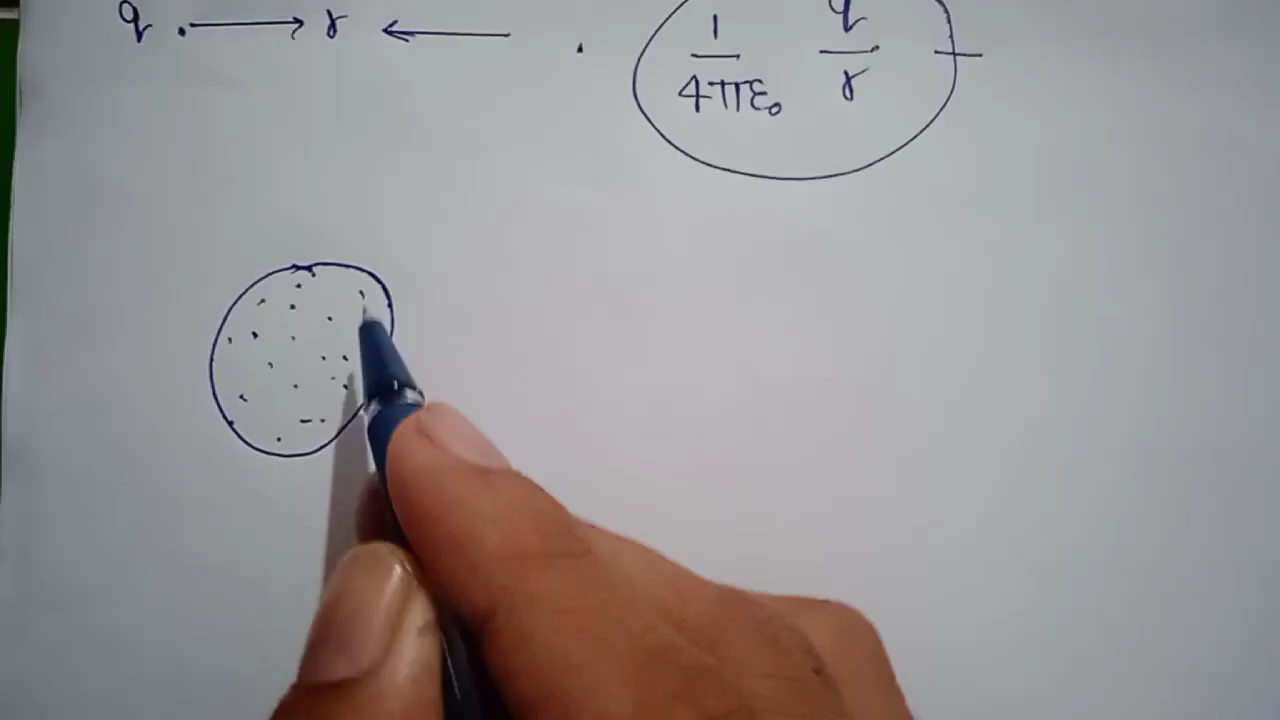 q . → r ← .
1/4πε₀ q/r